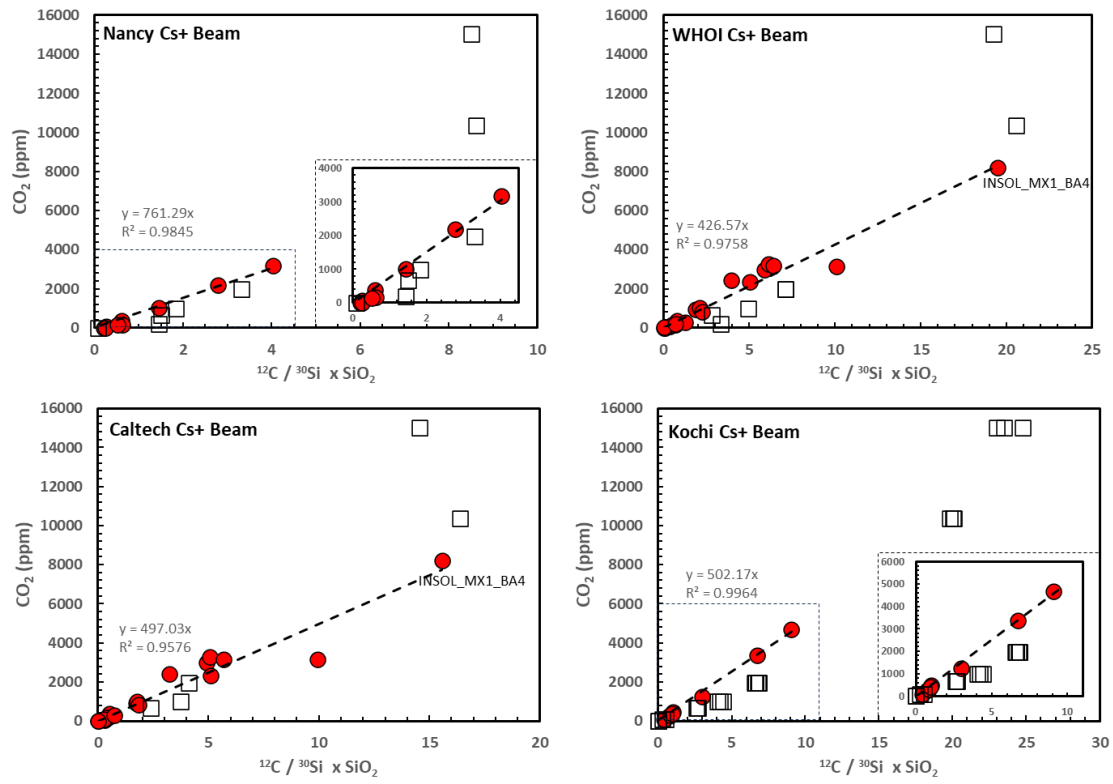 Nancy Cs+ Beam
CO₂ (ppm)
16000
14000
12000
10000
8000
6000
4000
2000
0
y = 761.29x
R² = 0.9845
4000
3000
2000
1000
0
0 2 4
0 2 4 6 8 10
¹²C / ³⁰Si x SiO₂
WHOI Cs+ Beam
CO₂ (ppm)
16000
14000
12000
10000
8000
6000
4000
2000
0
INSOL_MX1_BA4
y = 426.57x
R² = 0.9758
0 5 10 15 20 25
¹²C / ³⁰Si x SiO₂
Caltech Cs+ Beam
CO₂ (ppm)
16000
14000
12000
10000
8000
6000
4000
2000
0
INSOL_MX1_BA4
y = 497.03x
R² = 0.9576
0 5 10 15 20
¹²C / ³⁰Si x SiO₂
Kochi Cs+ Beam
CO₂ (ppm)
16000
14000
12000
10000
8000
6000
4000
2000
0
y = 502.17x
R² = 0.9964
6000
5000
4000
3000
2000
1000
0
0 5 10
0 5 10 15 20 25 30
¹²C / ³⁰Si x SiO₂